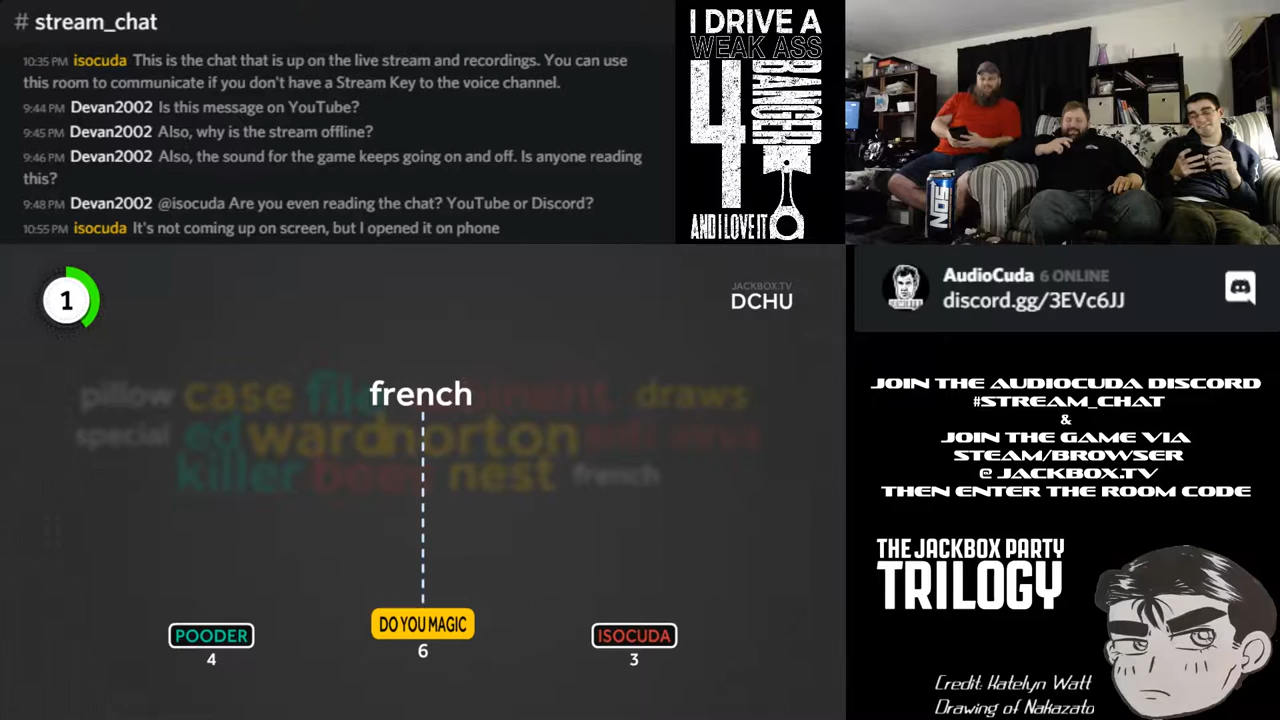 # stream_chat
10:35 PM isocuda This is the chat that is up on the live stream and recordings. You can use
this room to communicate if you don't have a Stream Key to the voice channel.
9:44 PM Devan2002 Is this message on YouTube?
9:45 PM Devan2002 Also, why is the stream offline?
9:46 PM Devan2002 Also, the sound for the game keeps going on and off. Is anyone reading
this?
9:48 PM Devan2002 @isocuda Are you even reading the chat? YouTube or Discord?
10:55 PM isocuda It's not coming up on screen, but I opened it on phone
I DRIVE A
WEAK ASS
4 BANGER
AND I LOVE IT
NOS
AudioCuda 6 ONLINE
discord.gg/3EVc6JJ
1
JACKBOX.TV
DCHU
french
pillow case draws
special ed ward norton
killer bees nest french
POODER
4
DO YOU MAGIC
6
ISOCUDA
3
JOIN THE AUDIOCUDA DISCORD
#STREAM_CHAT
&
JOIN THE GAME VIA
STEAM/BROWSER
@ JACKBOX.TV
THEN ENTER THE ROOM CODE
THE JACKBOX PARTY
TRILOGY
Credit: Katelyn Watt
Drawing of Nakazato